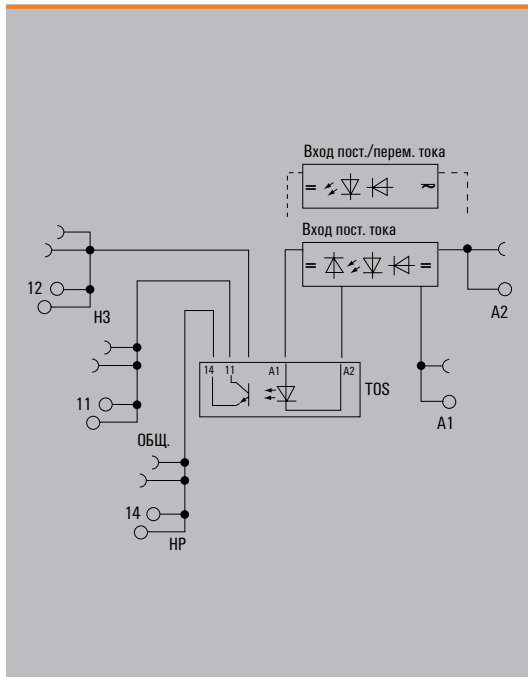 Вход пост./перем. тока
Вход пост. тока
12
НЗ
A2
14 11 A1 A2
TOS
11
A1
ОБЩ.
14
НР